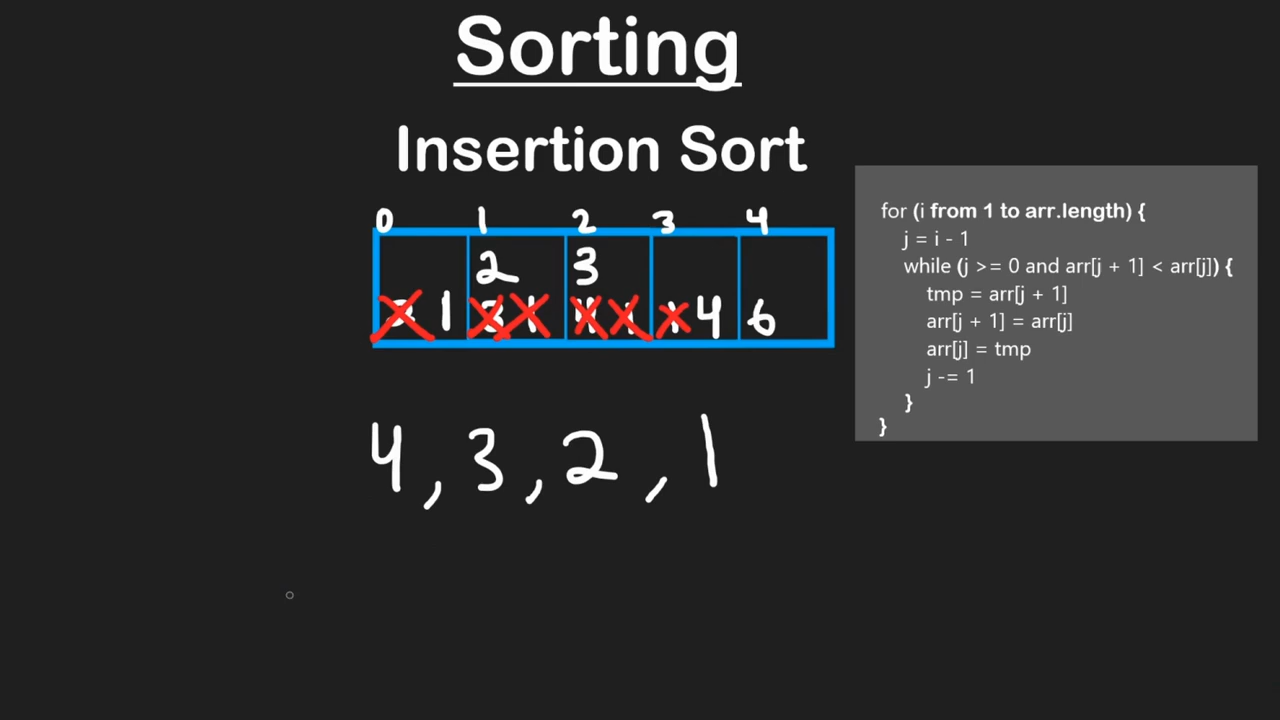 Sorting
Insertion Sort
0 1 2 3 4
2 3
1 4 6
4, 3, 2, 1
for (i from 1 to arr.length) {
j = i - 1
while (j >= 0 and arr[j + 1] < arr[j]) {
tmp = arr[j + 1]
arr[j + 1] = arr[j]
arr[j] = tmp
j -= 1
}
}